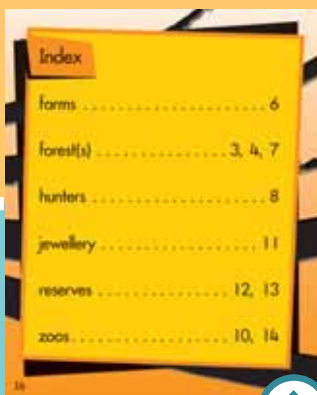 Index
farms ........................ 6
forest(s) .................... 3, 4, 7
hunters ...................... 8
jewellery .................... 11
reserves ..................... 12, 13
zoos ......................... 10, 14
16